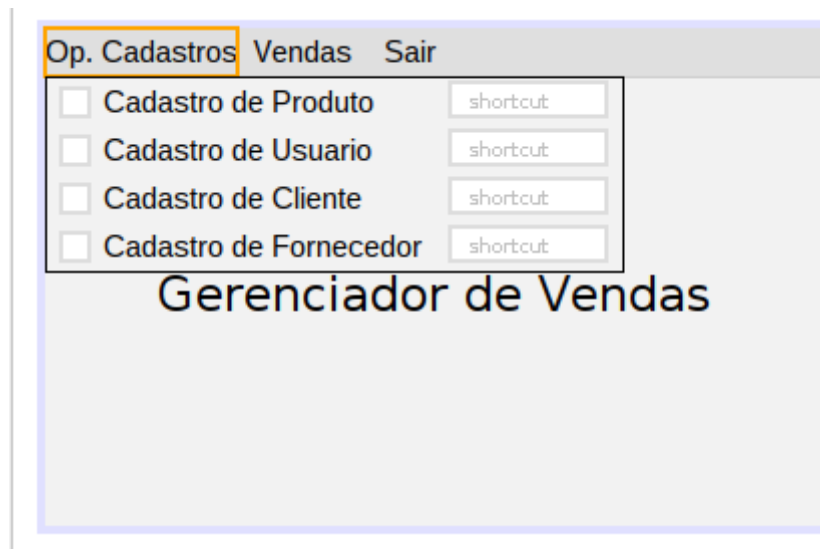 Op. Cadastros Vendas Sair
Cadastro de Produto shortcut
Cadastro de Usuario shortcut
Cadastro de Cliente shortcut
Cadastro de Fornecedor shortcut
Gerenciador de Vendas